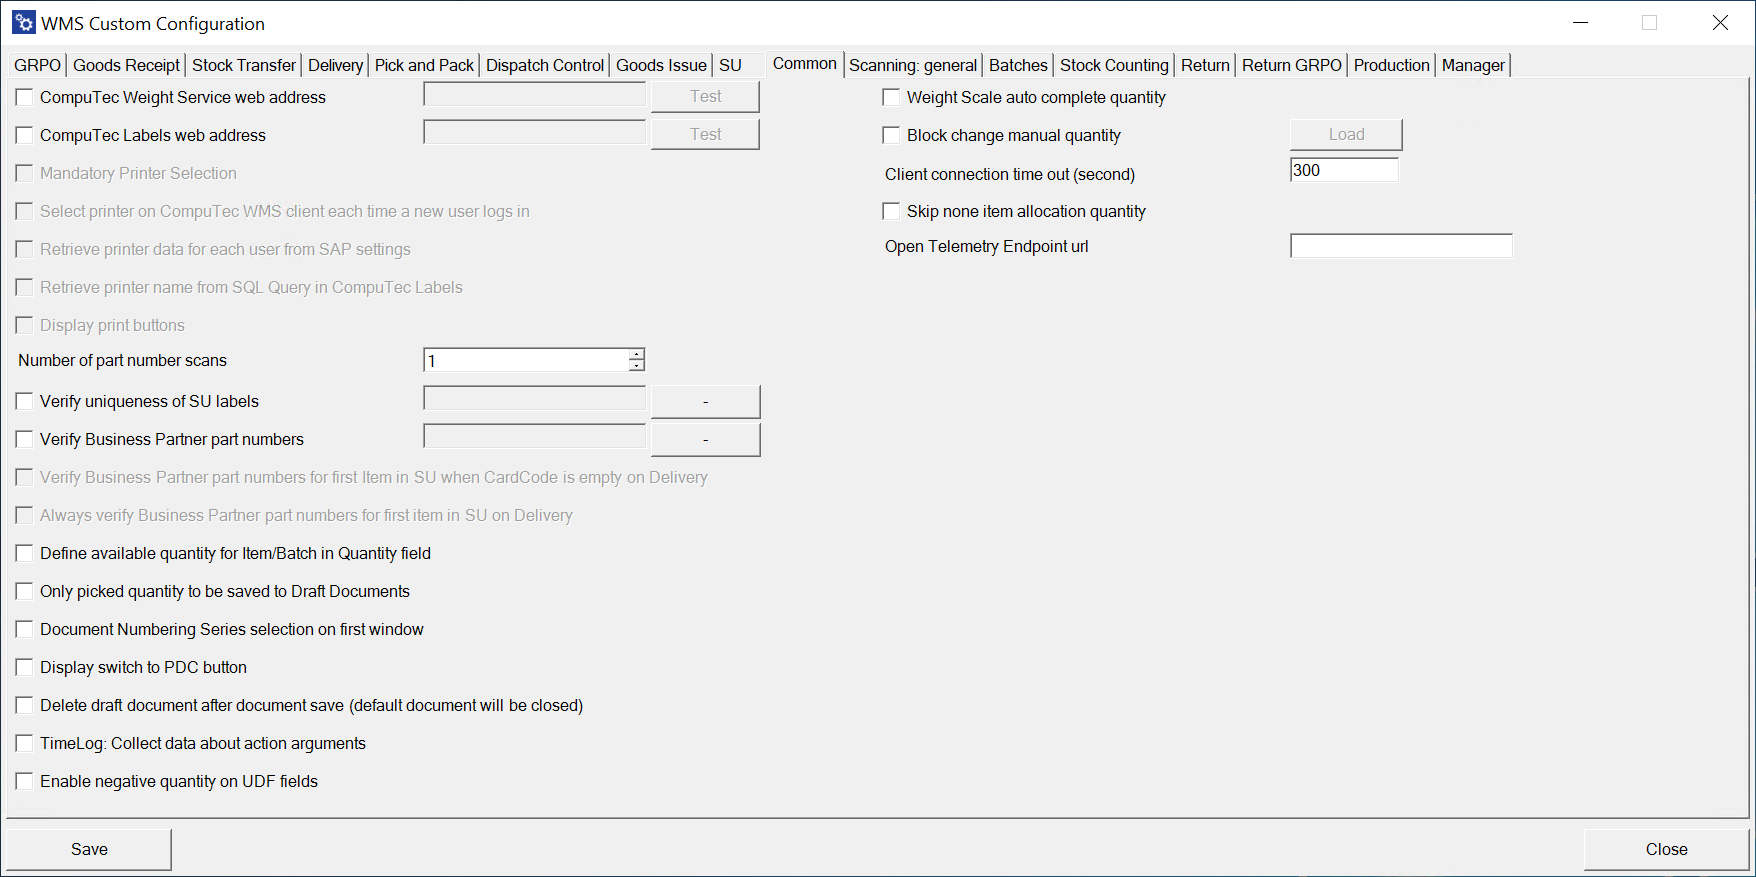 WMS Custom Configuration
GRPO Goods Receipt Stock Transfer Delivery Pick and Pack Dispatch Control Goods Issue SU Common Scanning: general Batches Stock Counting Return Return GRPO Production Manager
CompuTec Weight Service web address Test
CompuTec Labels web address Test
Mandatory Printer Selection
Select printer on CompuTec WMS client each time a new user logs in
Retrieve printer data for each user from SAP settings
Retrieve printer name from SQL Query in CompuTec Labels
Display print buttons
Number of part number scans 1
Verify uniqueness of SU labels -
Verify Business Partner part numbers -
Verify Business Partner part numbers for first Item in SU when CardCode is empty on Delivery
Always verify Business Partner part numbers for first item in SU on Delivery
Define available quantity for Item/Batch in Quantity field
Only picked quantity to be saved to Draft Documents
Document Numbering Series selection on first window
Display switch to PDC button
Delete draft document after document save (default document will be closed)
TimeLog: Collect data about action arguments
Enable negative quantity on UDF fields
Weight Scale auto complete quantity
Block change manual quantity Load
Client connection time out (second) 300
Skip none item allocation quantity
Open Telemetry Endpoint url
Save Close